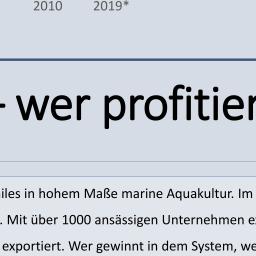 2010 2019*
- wer profitier
iles in hohem Maße marine Aquakultur. Im
. Mit über 1000 ansässigen Unternehmen e
exportiert. Wer gewinnt in dem System, we